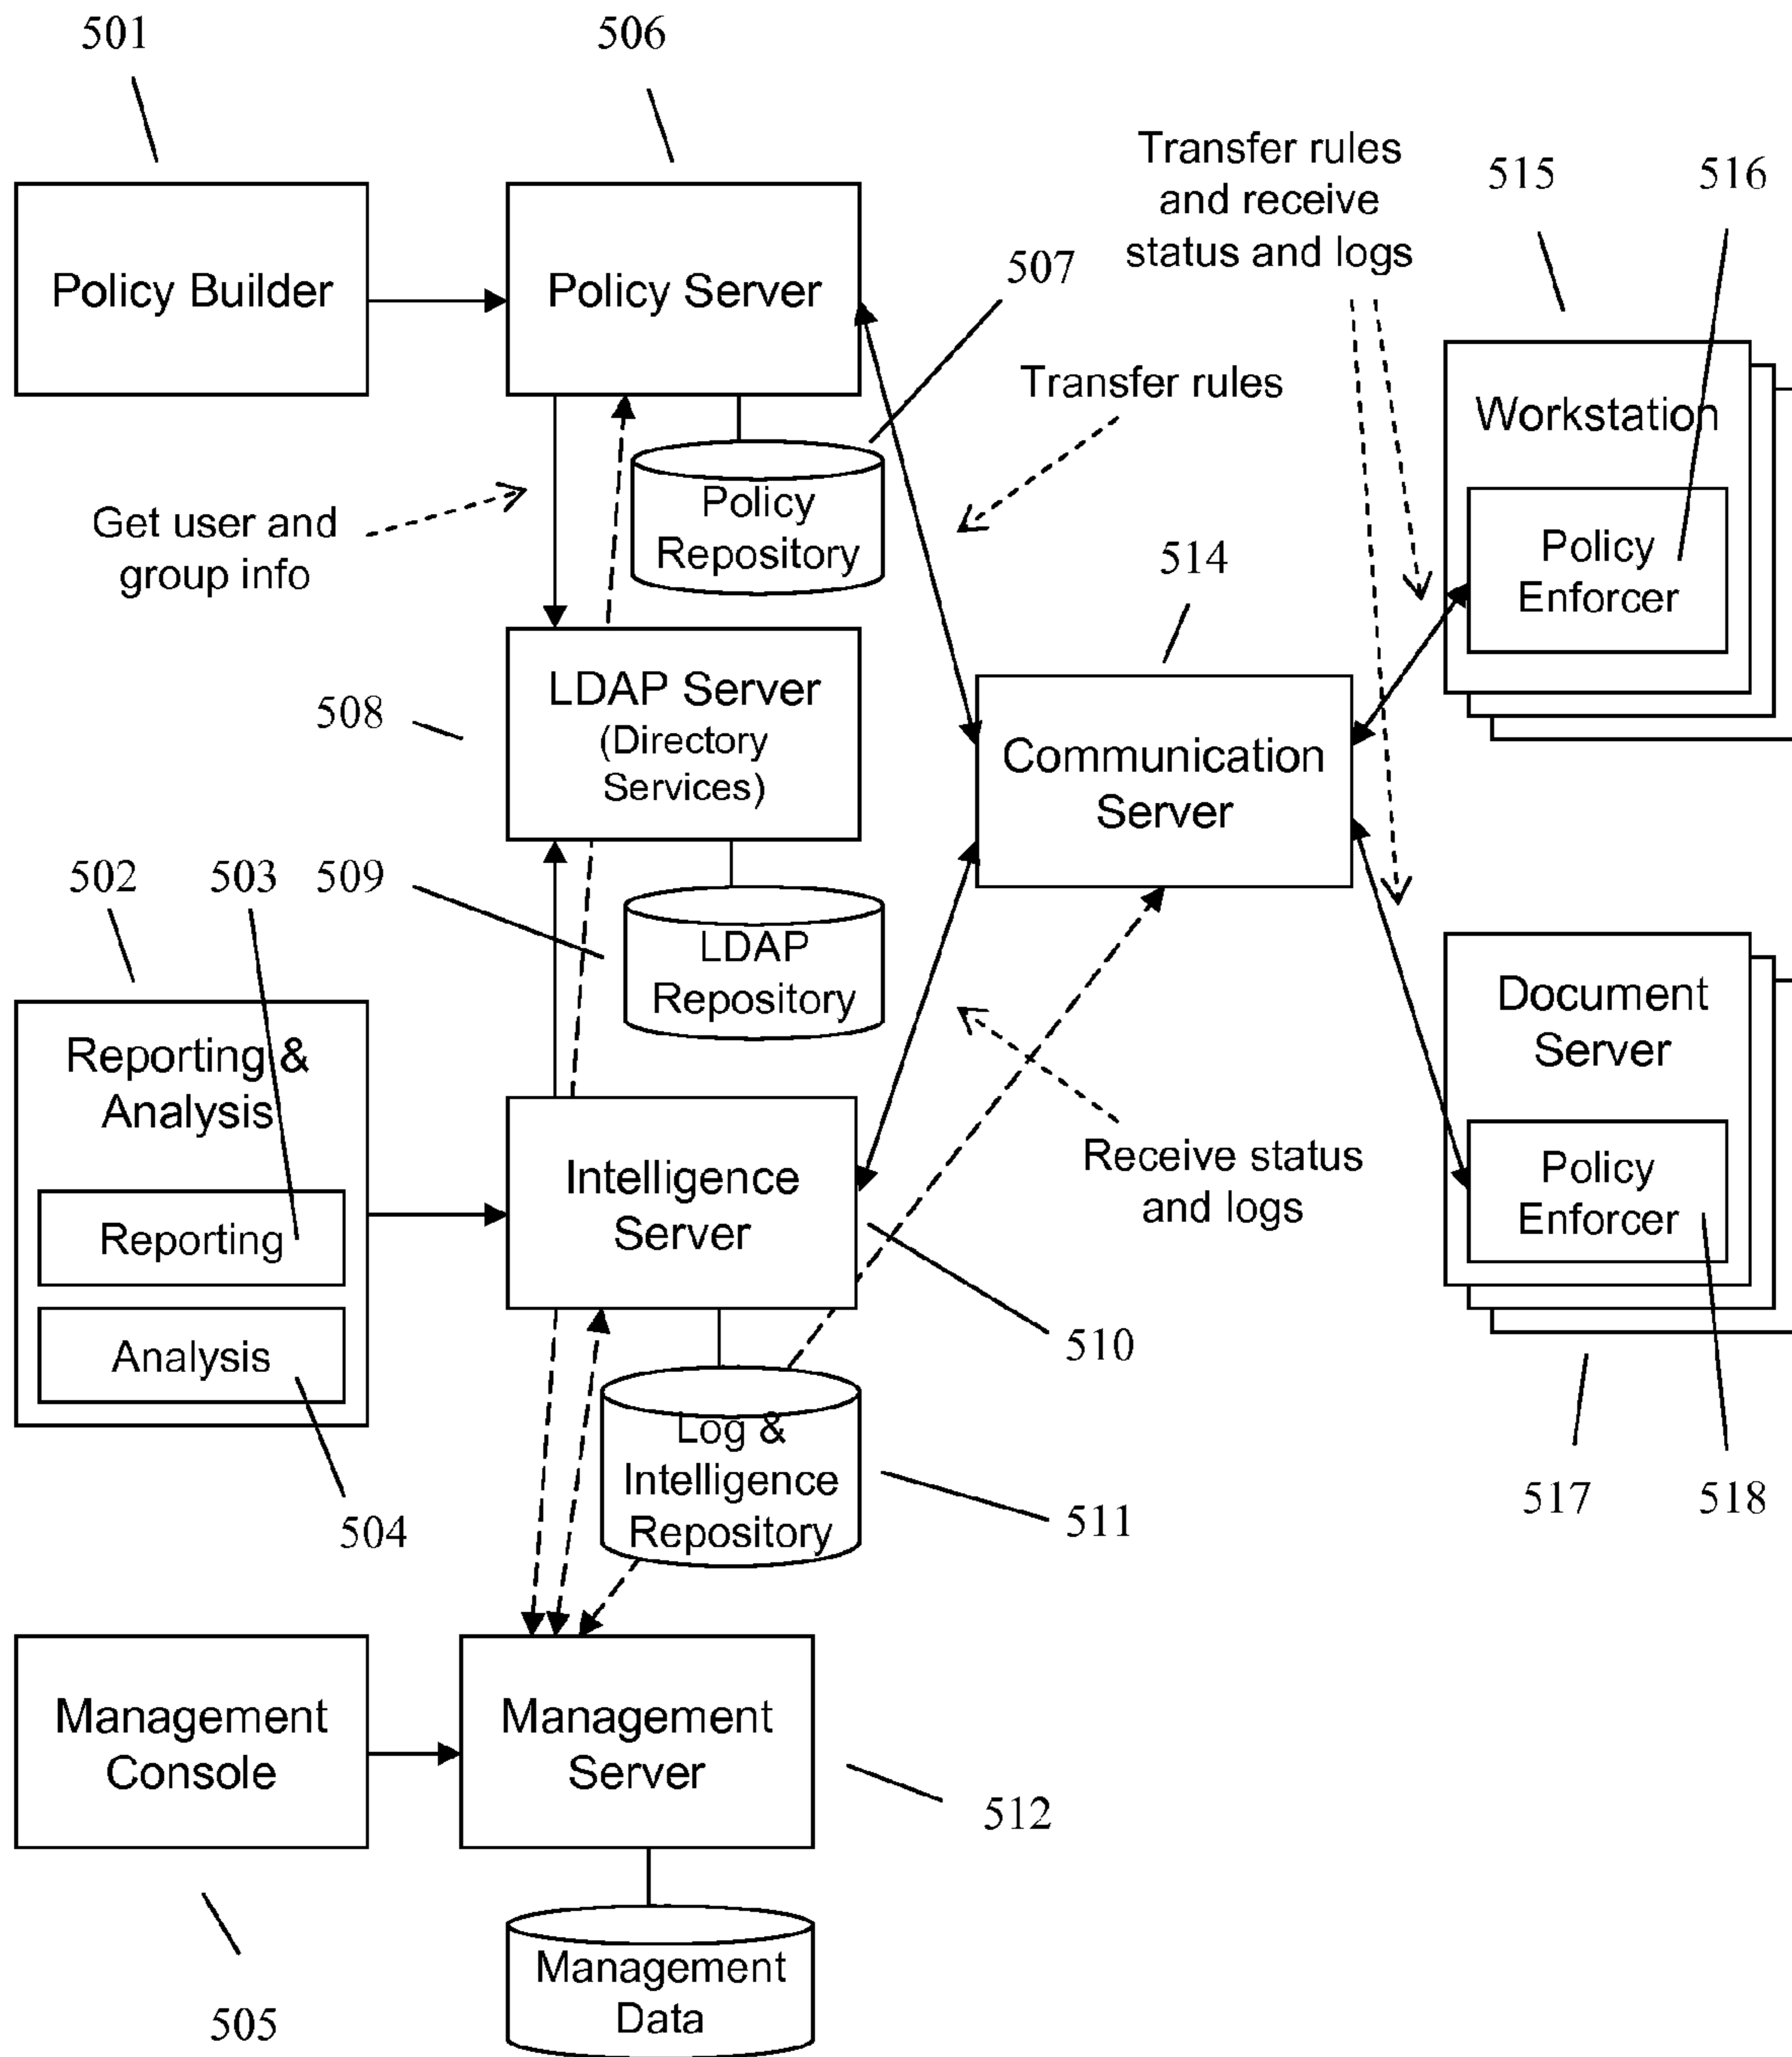 501
506
Transfer rules
and receive
status and logs
515
516
Policy Builder
Policy Server
507
Transfer rules
Workstation
Get user and
group info
Policy
Repository
Policy
Enforcer
514
508
LDAP Server
(Directory
Services)
Communication
Server
502
503
509
LDAP
Repository
Document
Server
Reporting &
Analysis
Reporting
Analysis
Intelligence
Server
Receive status
and logs
Policy
Enforcer
510
504
Log &
Intelligence
Repository
511
517
518
Management
Console
Management
Server
512
505
Management
Data